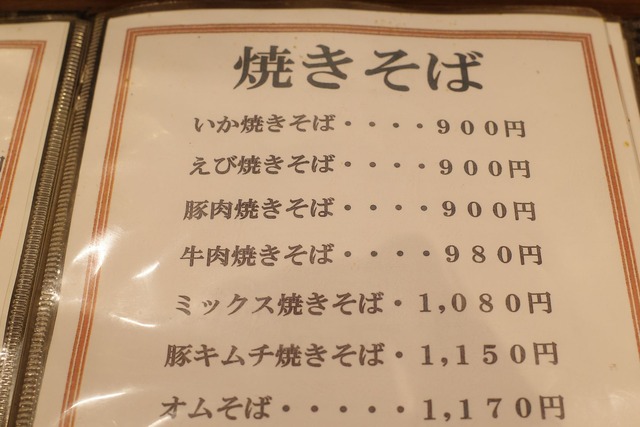 焼きそば
いか焼きそば・・・・９００円
えび焼きそば・・・・９００円
豚肉焼きそば・・・・９００円
牛肉焼きそば・・・・９８０円
ミックス焼きそば・１,０８０円
豚キムチ焼きそば・１,１５０円
オムそば・・・・・１,１７０円